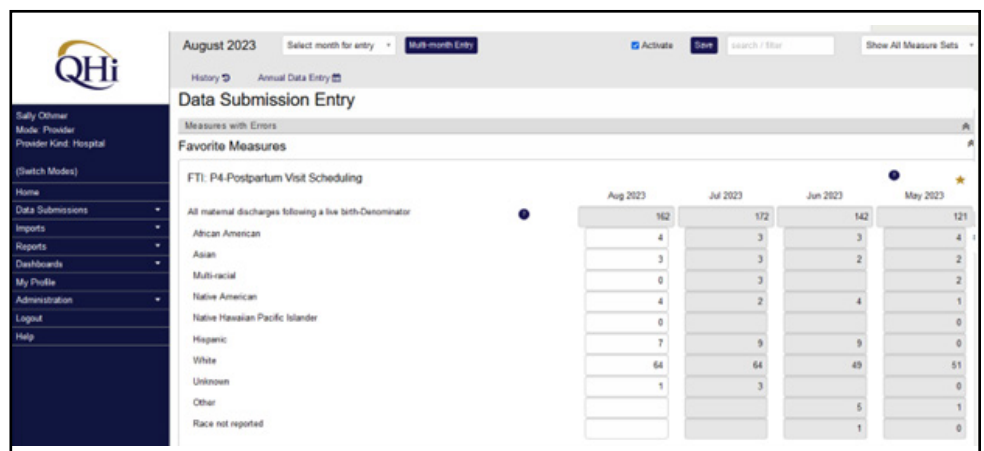 QHi
August 2023 Select month for entry Multi-month Entry Activate Save search / filter Show All Measure Sets
History Annual Data Entry
Data Submission Entry
Sally Othmer
Mode: Provider
Provider Kind: Hospital
(Switch Modes)
Home
Data Submissions
Imports
Reports
Dashboards
My Profile
Administration
Logout
Help
Measures with Errors
Favorite Measures
FTI: P4-Postpartum Visit Scheduling
Aug 2023 Jul 2023 Jun 2023 May 2023
All maternal discharges following a live birth-Denominator 162 172 142 121
African American 4 3 3 4
Asian 3 3 2 2
Multi-racial 0 3 2
Native American 4 2 4 1
Native Hawaiian Pacific Islander 0 0
Hispanic 7 9 9 0
White 64 64 49 51
Unknown 1 3 0
Other 5 1
Race not reported 1 0